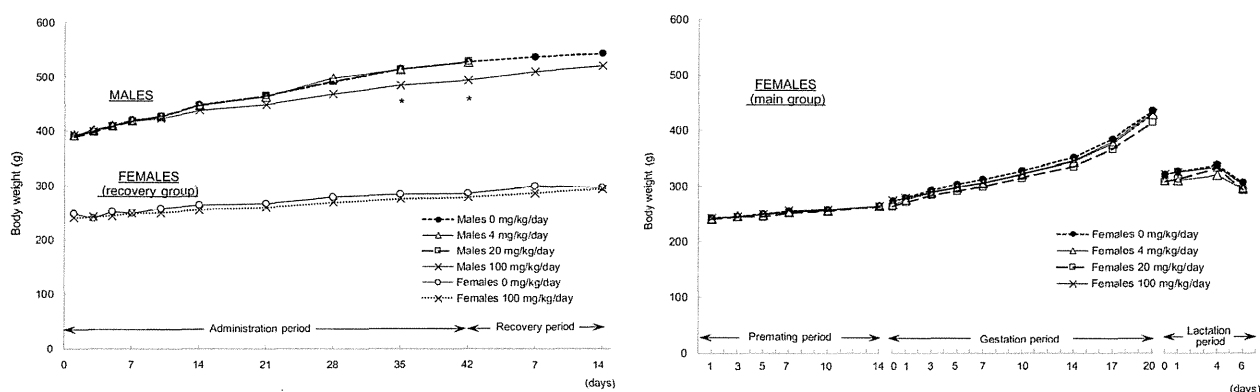 600
500
400
300
200
100
0
Body weight (g)
MALES
* *
FEMALES
(recovery group)
Males 0 mg/kg/day
Males 4 mg/kg/day
Males 20 mg/kg/day
Males 100 mg/kg/day
Females 0 mg/kg/day
Females 100 mg/kg/day
Administration period
Recovery period
0 7 14 21 28 35 42 7 14
(days)
600
500
400
300
200
100
0
Body weight (g)
FEMALES
(main group)
Females 0 mg/kg/day
Females 4 mg/kg/day
Females 20 mg/kg/day
Females 100 mg/kg/day
Premating period
Gestation period
Lactation
period
1 3 5 7 10 14 0 1 3 5 7 10 14 17 20 0 1 4 6
(days)